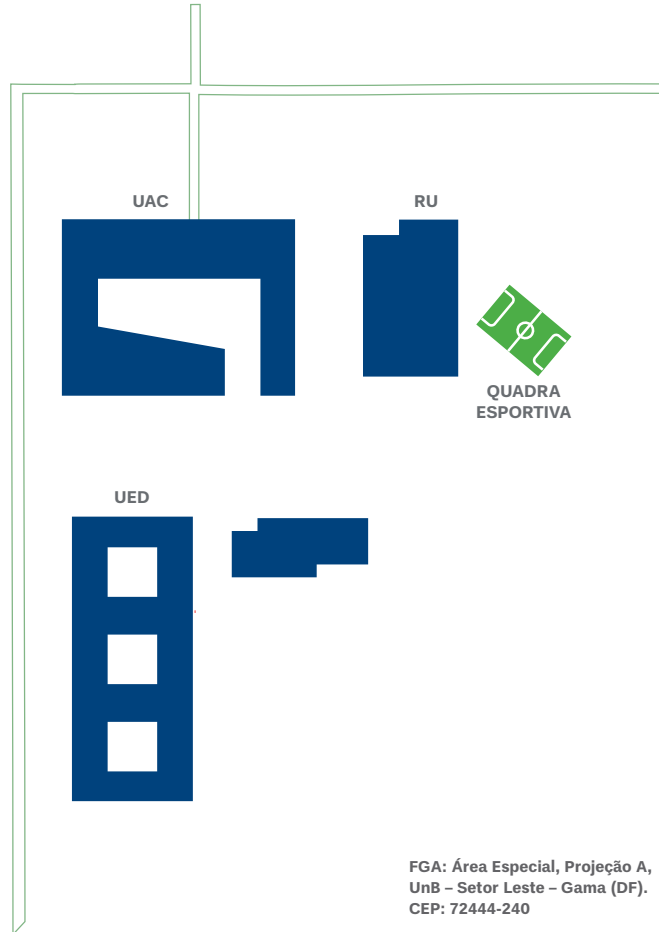 UAC
RU
QUADRA
ESPORTIVA
UED
FGA: Área Especial, Projeção A,
UnB – Setor Leste – Gama (DF).
CEP: 72444-240